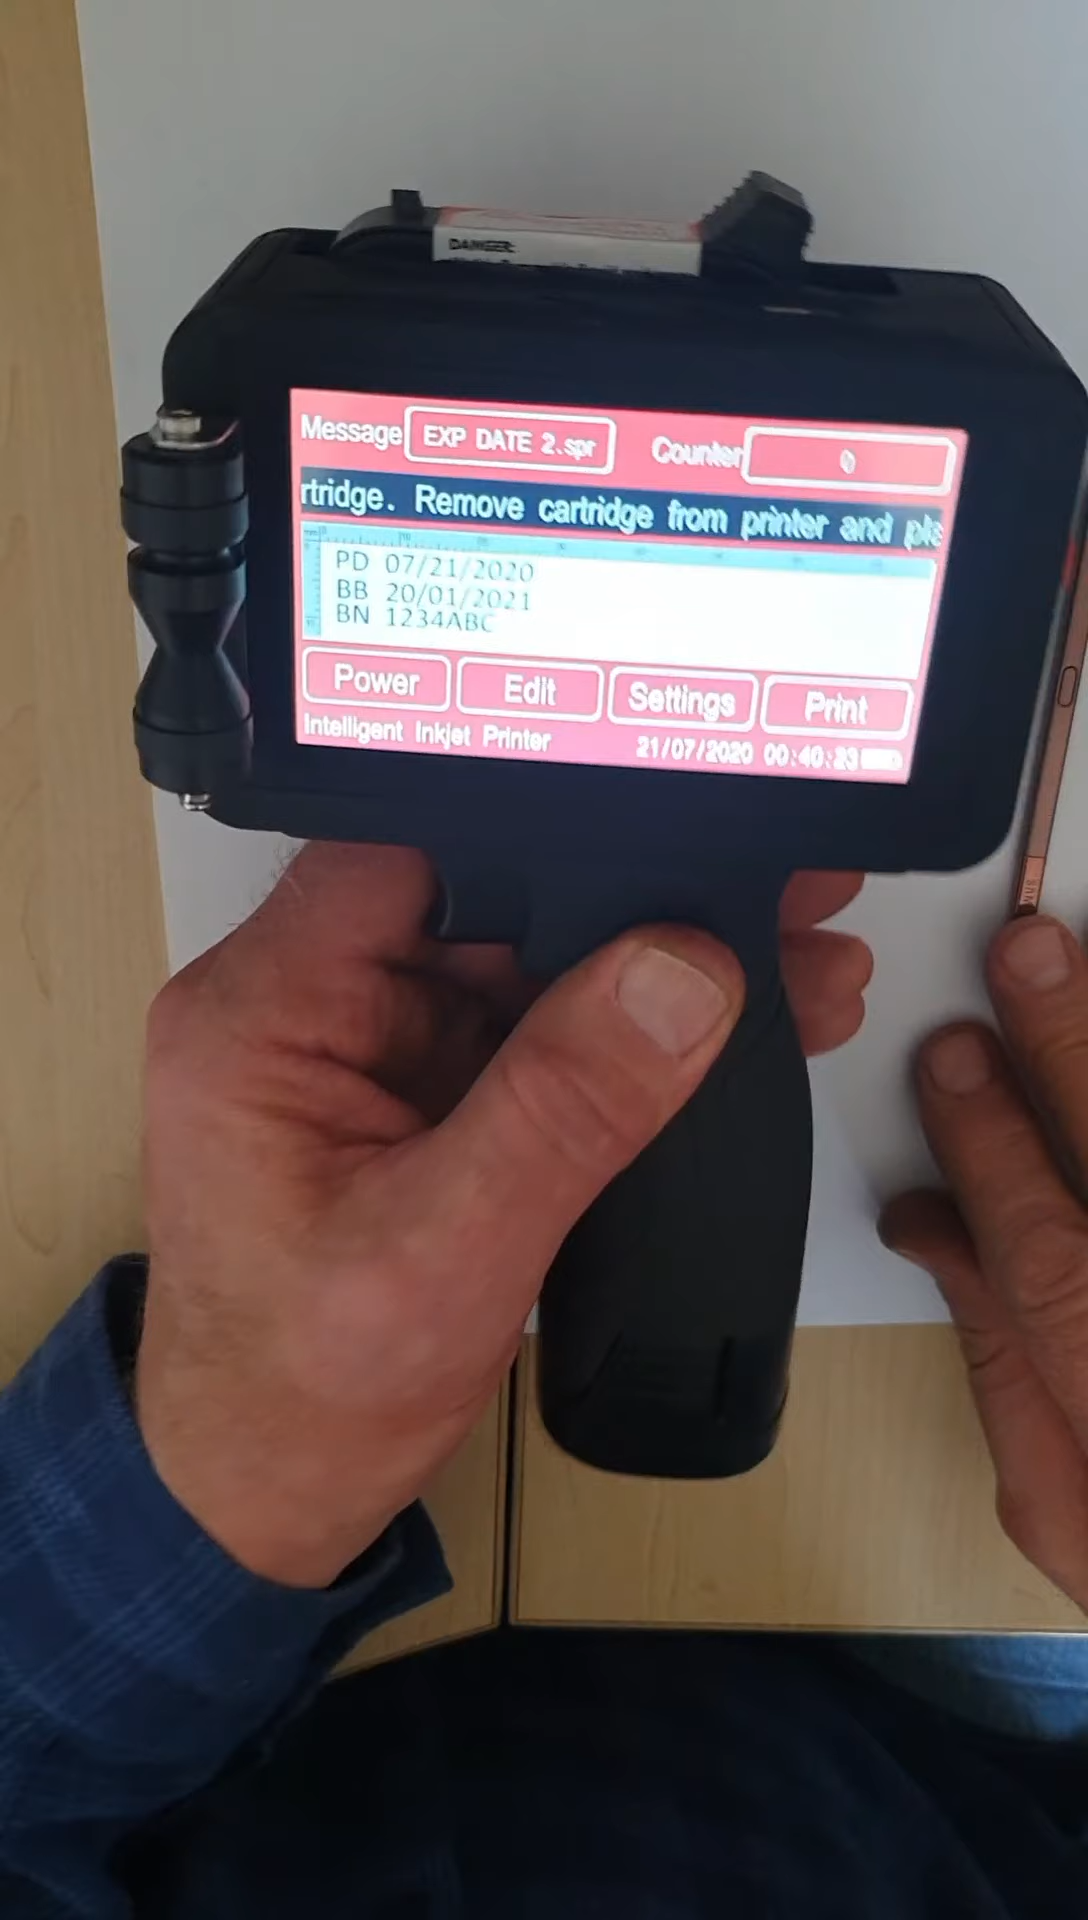 DANGER:
Message EXP DATE 2.spr Counter 0
rtridge. Remove cartridge from printer and pla
PD 07/21/2020
BB 20/01/2021
BN 1234ABC
Power Edit Settings Print
Intelligent Inkjet Printer 21/07/2020 00:40:23